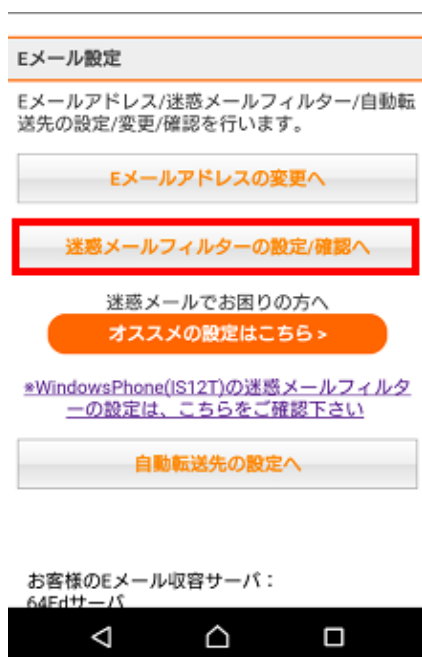 Eメール設定
Eメールアドレス/迷惑メールフィルター/自動転
送先の設定/変更/確認を行います。
Eメールアドレスの変更へ
迷惑メールフィルターの設定/確認へ
迷惑メールでお困りの方へ
オススメの設定はこちら >
※WindowsPhone(IS12T)の迷惑メールフィルタ
ーの設定は、こちらをご確認下さい
自動転送先の設定へ
お客様のEメール収容サーバ：
64Edサーバ